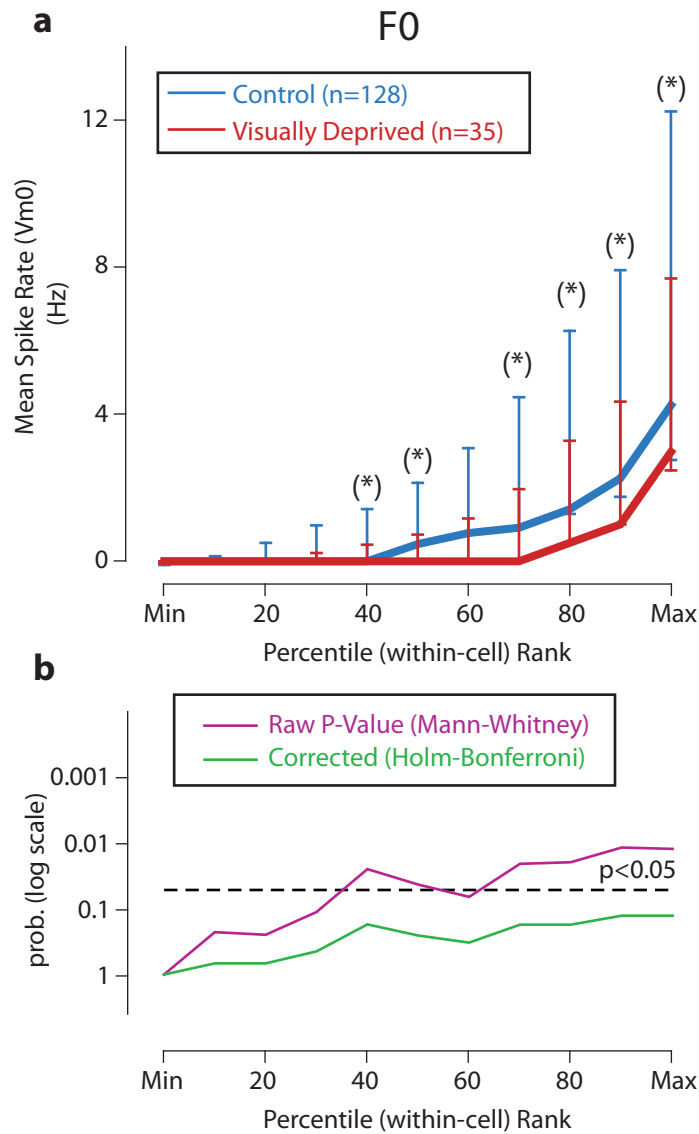 a
F0
Control (n=128)
Visually Deprived (n=35)
Mean Spike Rate (Vm0)
(Hz)
12
8
4
0
(*)
(*)
(*)
(*)
(*)
(*)
Min
20
40
60
80
Max
Percentile (within-cell) Rank
b
Raw P-Value (Mann-Whitney)
Corrected (Holm-Bonferroni)
prob. (log scale)
0.001
0.01
0.1
1
p<0.05
Min
20
40
60
80
Max
Percentile (within-cell) Rank